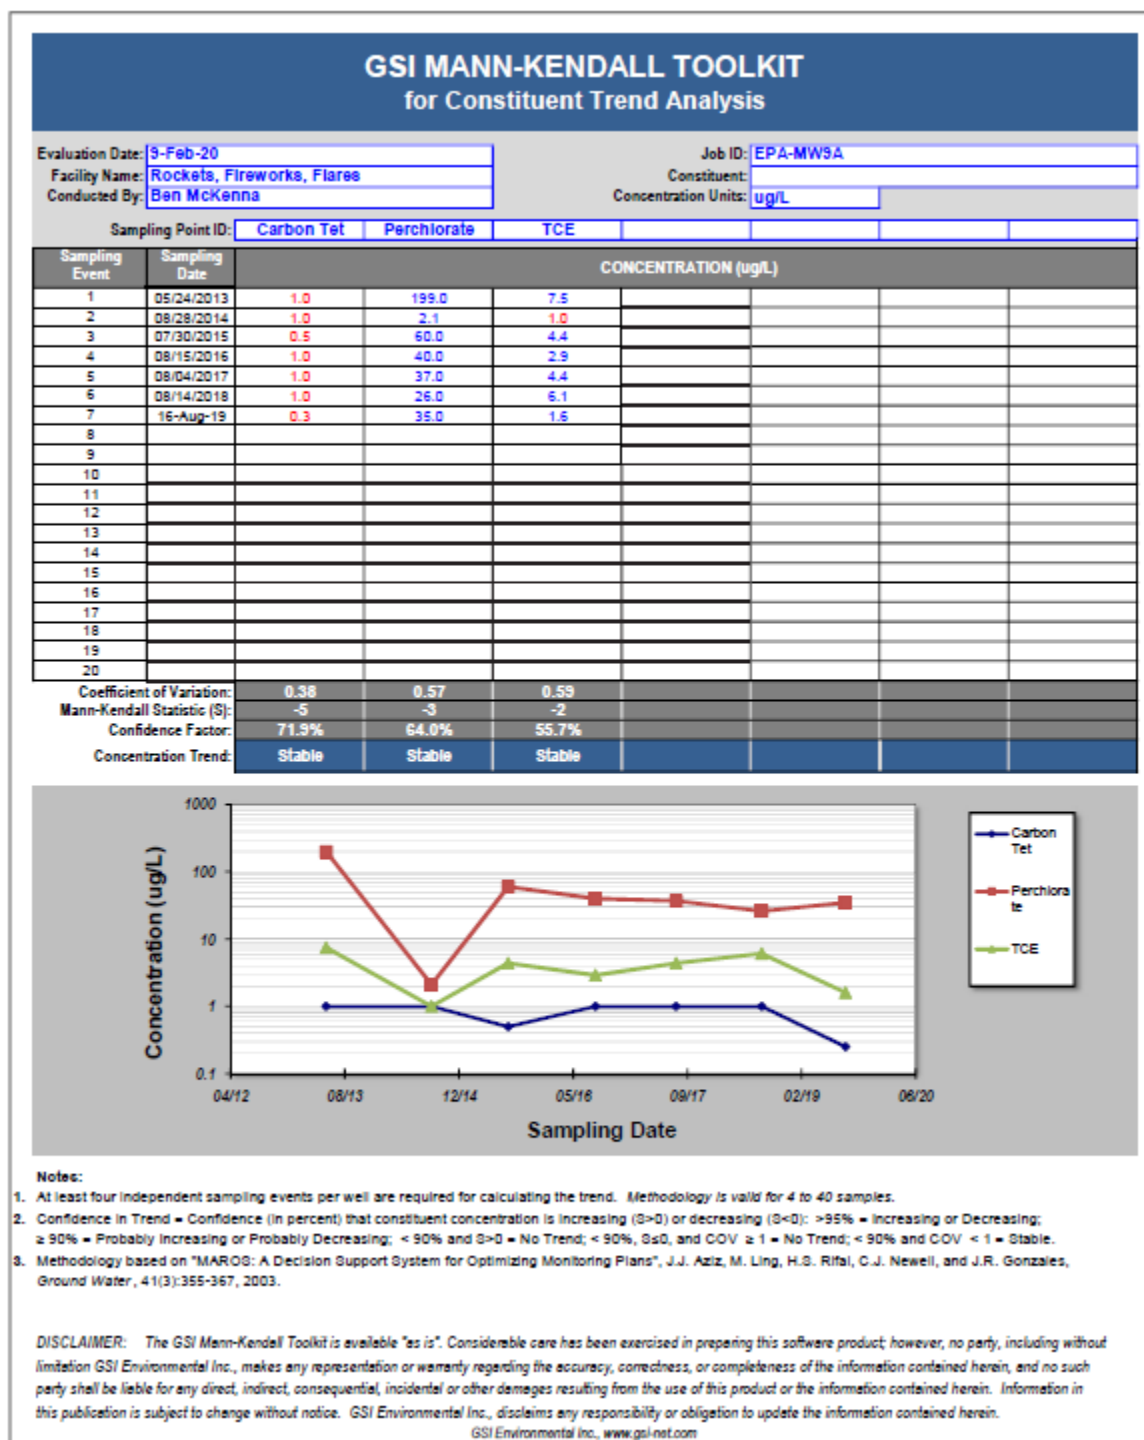 GSI MANN-KENDALL TOOLKIT
for Constituent Trend Analysis
Evaluation Date: 9-Feb-20 Job ID: EPA-MW9A
Facility Name: Rockets, Fireworks, Flares Constituent:
Conducted By: Ben McKenna Concentration Units: ug/L
Sampling Point ID: Carbon Tet Perchlorate TCE
Sampling Event Sampling Date CONCENTRATION (ug/L)
1 05/24/2013 1.0 199.0 7.5
2 08/28/2014 1.0 2.1 1.0
3 07/30/2015 0.5 60.0 4.4
4 08/15/2016 1.0 40.0 2.9
5 08/04/2017 1.0 37.0 4.4
6 08/14/2018 1.0 26.0 6.1
7 16-Aug-19 0.3 35.0 1.6
8
9
10
11
12
13
14
15
16
17
18
19
20
Coefficient of Variation: 0.38 0.57 0.59
Mann-Kendall Statistic (S): -5 -3 -2
Confidence Factor: 71.9% 64.0% 55.7%
Concentration Trend: Stable Stable Stable
1000
100
10
1
0.1
Concentration (ug/L)
04/12 08/13 12/14 05/16 09/17 02/19 06/20
Sampling Date
Carbon
Tet
Perchlora
te
TCE
Notes:
1. At least four independent sampling events per well are required for calculating the trend. Methodology is valid for 4 to 40 samples.
2. Confidence in Trend = Confidence (in percent) that constituent concentration is increasing (S>0) or decreasing (S<0): >95% = Increasing or Decreasing;
≥ 90% = Probably Increasing or Probably Decreasing; < 90% and S>0 = No Trend; < 90%, S≤0, and COV ≥ 1 = No Trend; < 90% and COV < 1 = Stable.
3. Methodology based on "MAROS: A Decision Support System for Optimizing Monitoring Plans", J.J. Aziz, M. Ling, H.S. Rifai, C.J. Newell, and J.R. Gonzales,
Ground Water, 41(3):355-367, 2003.
DISCLAIMER: The GSI Mann-Kendall Toolkit is available "as is". Considerable care has been exercised in preparing this software product; however, no party, including without
limitation GSI Environmental Inc., makes any representation or warranty regarding the accuracy, correctness, or completeness of the information contained herein, and no such
party shall be liable for any direct, indirect, consequential, incidental or other damages resulting from the use of this product or the information contained herein. Information in
this publication is subject to change without notice. GSI Environmental Inc., disclaims any responsibility or obligation to update the information contained herein.
GSI Environmental Inc., www.gsi-net.com